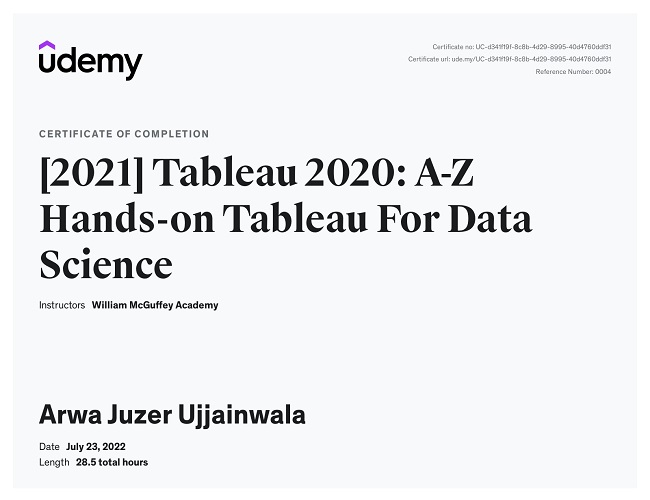 udemy
Certificate no: UC-d341f19f-8c8b-4d29-8995-40d4760ddf31
Certificate url: ude.my/UC-d341f19f-8c8b-4d29-8995-40d4760ddf31
Reference Number: 0004
CERTIFICATE OF COMPLETION
[2021] Tableau 2020: A-Z
Hands-on Tableau For Data
Science
Instructors William McGuffey Academy
Arwa Juzer Ujjainwala
Date July 23, 2022
Length 28.5 total hours